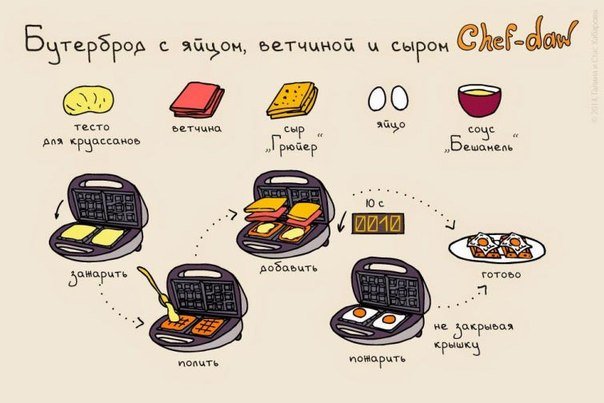 Бутерброд с яйцом, ветчиной и сыром Chef-daw
тесто
для круассанов
ветчина
сыр
„Грюйер“
яйцо
соус
„Бешамель“
зажарить
полить
добавить
10 с
0010
пожарить
не закрывая
крышку
готово